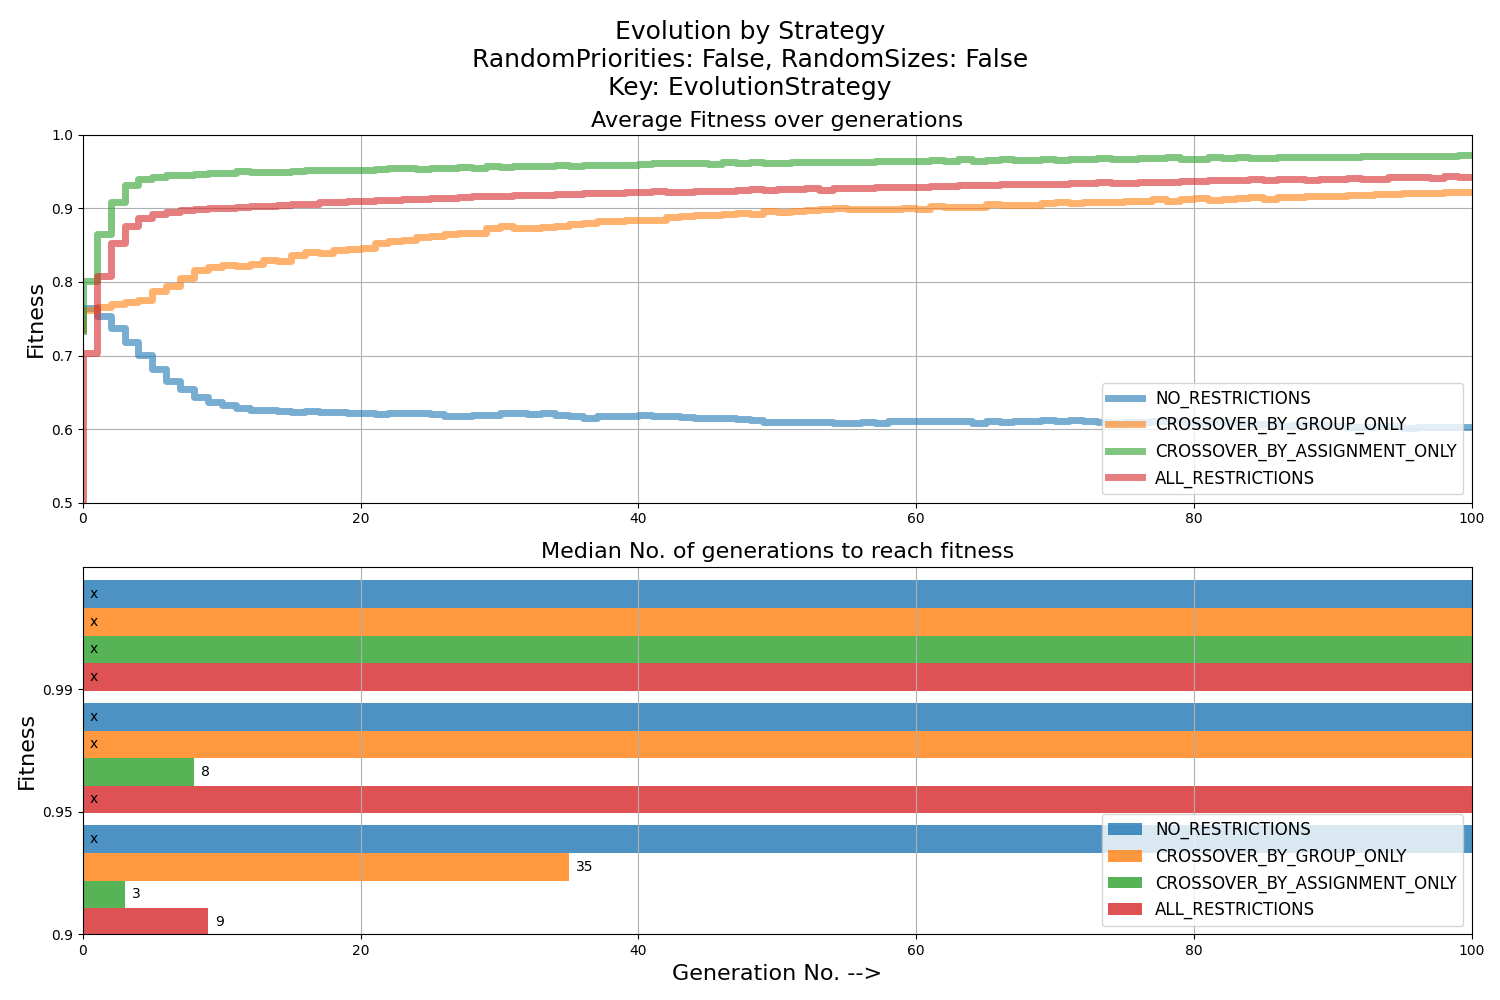 Evolution by Strategy
RandomPriorities: False, RandomSizes: False
Key: EvolutionStrategy
Average Fitness over generations
1.0
0.9
0.8
0.7
0.6
0.5
Fitness
NO_RESTRICTIONS
CROSSOVER_BY_GROUP_ONLY
CROSSOVER_BY_ASSIGNMENT_ONLY
ALL_RESTRICTIONS
0 20 40 60 80 100
Median No. of generations to reach fitness
x
x
x
x
0.99
x
x
8
x
0.95
x
35
3
9
0.9
Fitness
NO_RESTRICTIONS
CROSSOVER_BY_GROUP_ONLY
CROSSOVER_BY_ASSIGNMENT_ONLY
ALL_RESTRICTIONS
0 20 40 60 80 100
Generation No. -->